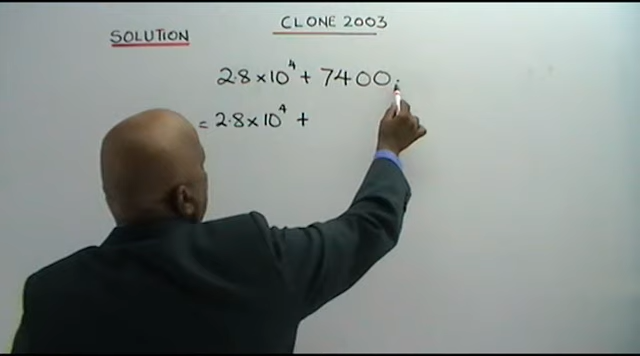 CLONE 2003
SOLUTION
2.8 × 10⁴ + 7400.
= 2.8 × 10⁴ +